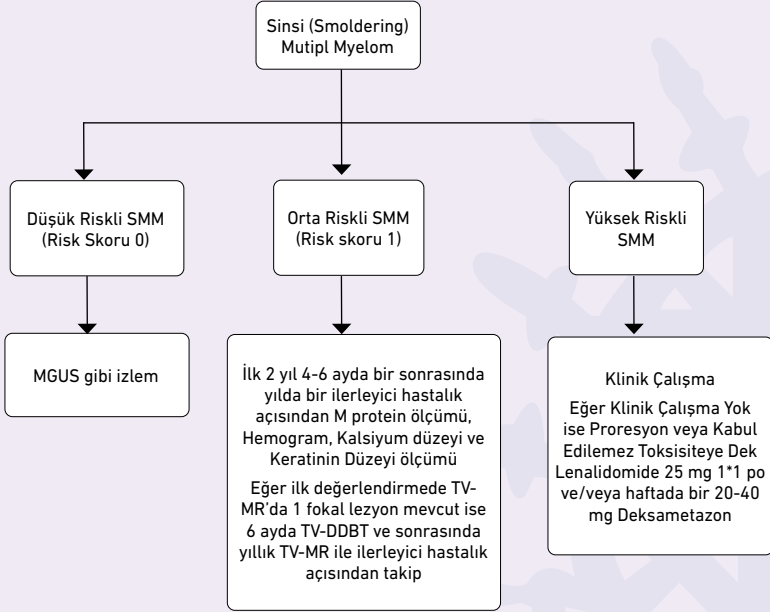 Sinsi (Smoldering)
Mutipl Myelom
Düşük Riskli SMM
(Risk Skoru 0)
Orta Riskli SMM
(Risk skoru 1)
Yüksek Riskli
SMM
MGUS gibi izlem
İlk 2 yıl 4-6 ayda bir sonrasında
yılda bir ilerleyici hastalık
açısından M protein ölçümü,
Hemogram, Kalsiyum düzeyi ve
Keratinin Düzeyi ölçümü
Eğer ilk değerlendirmede TV-
MR'da 1 fokal lezyon mevcut ise
6 ayda TV-DDBT ve sonrasında
yıllık TV-MR ile ilerleyici hastalık
açısından takip
Klinik Çalışma
Eğer Klinik Çalışma Yok
ise Proresyon veya Kabul
Edilemez Toksisiteye Dek
Lenalidomide 25 mg 1*1 po
ve/veya haftada bir 20-40
mg Deksametazon